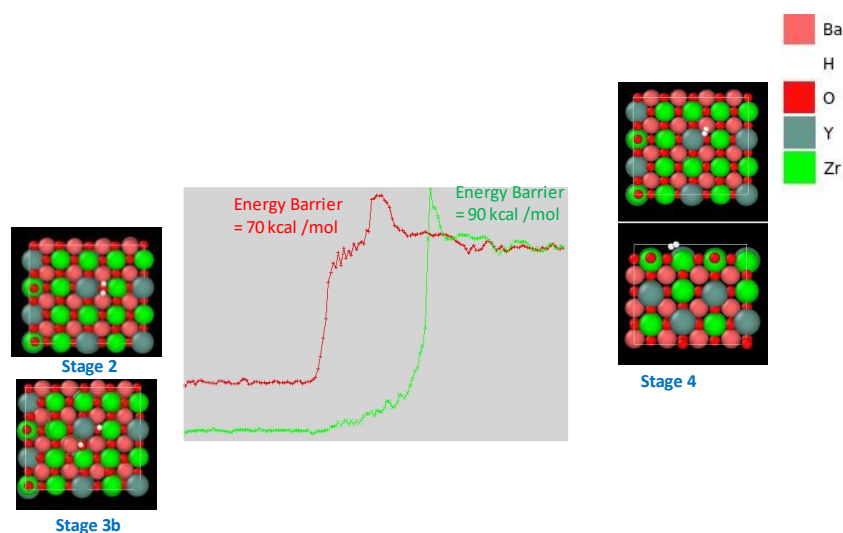 Ba
H
O
Y
Zr
Energy Barrier
= 70 kcal /mol
Energy Barrier
= 90 kcal /mol
Stage 2
Stage 4
Stage 3b